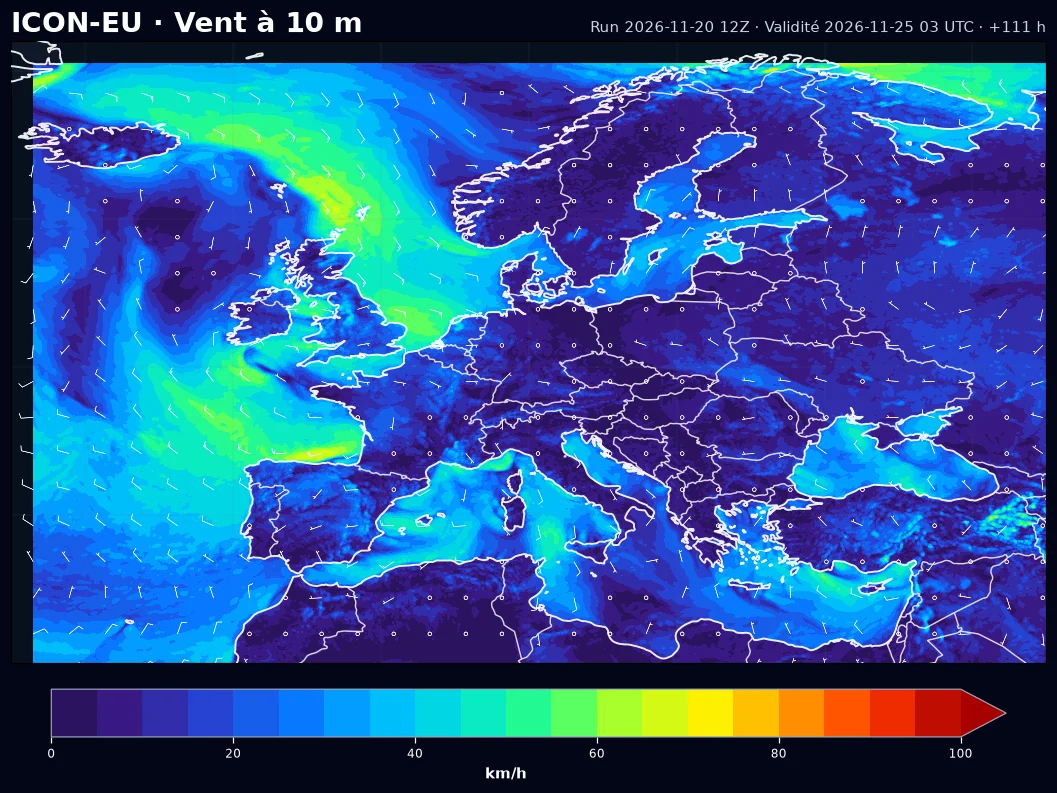 ICON-EU · Vent à 10 m
Run 2026-11-20 12Z · Validité 2026-11-25 03 UTC · +111 h
0 20 40 60 80 100
km/h